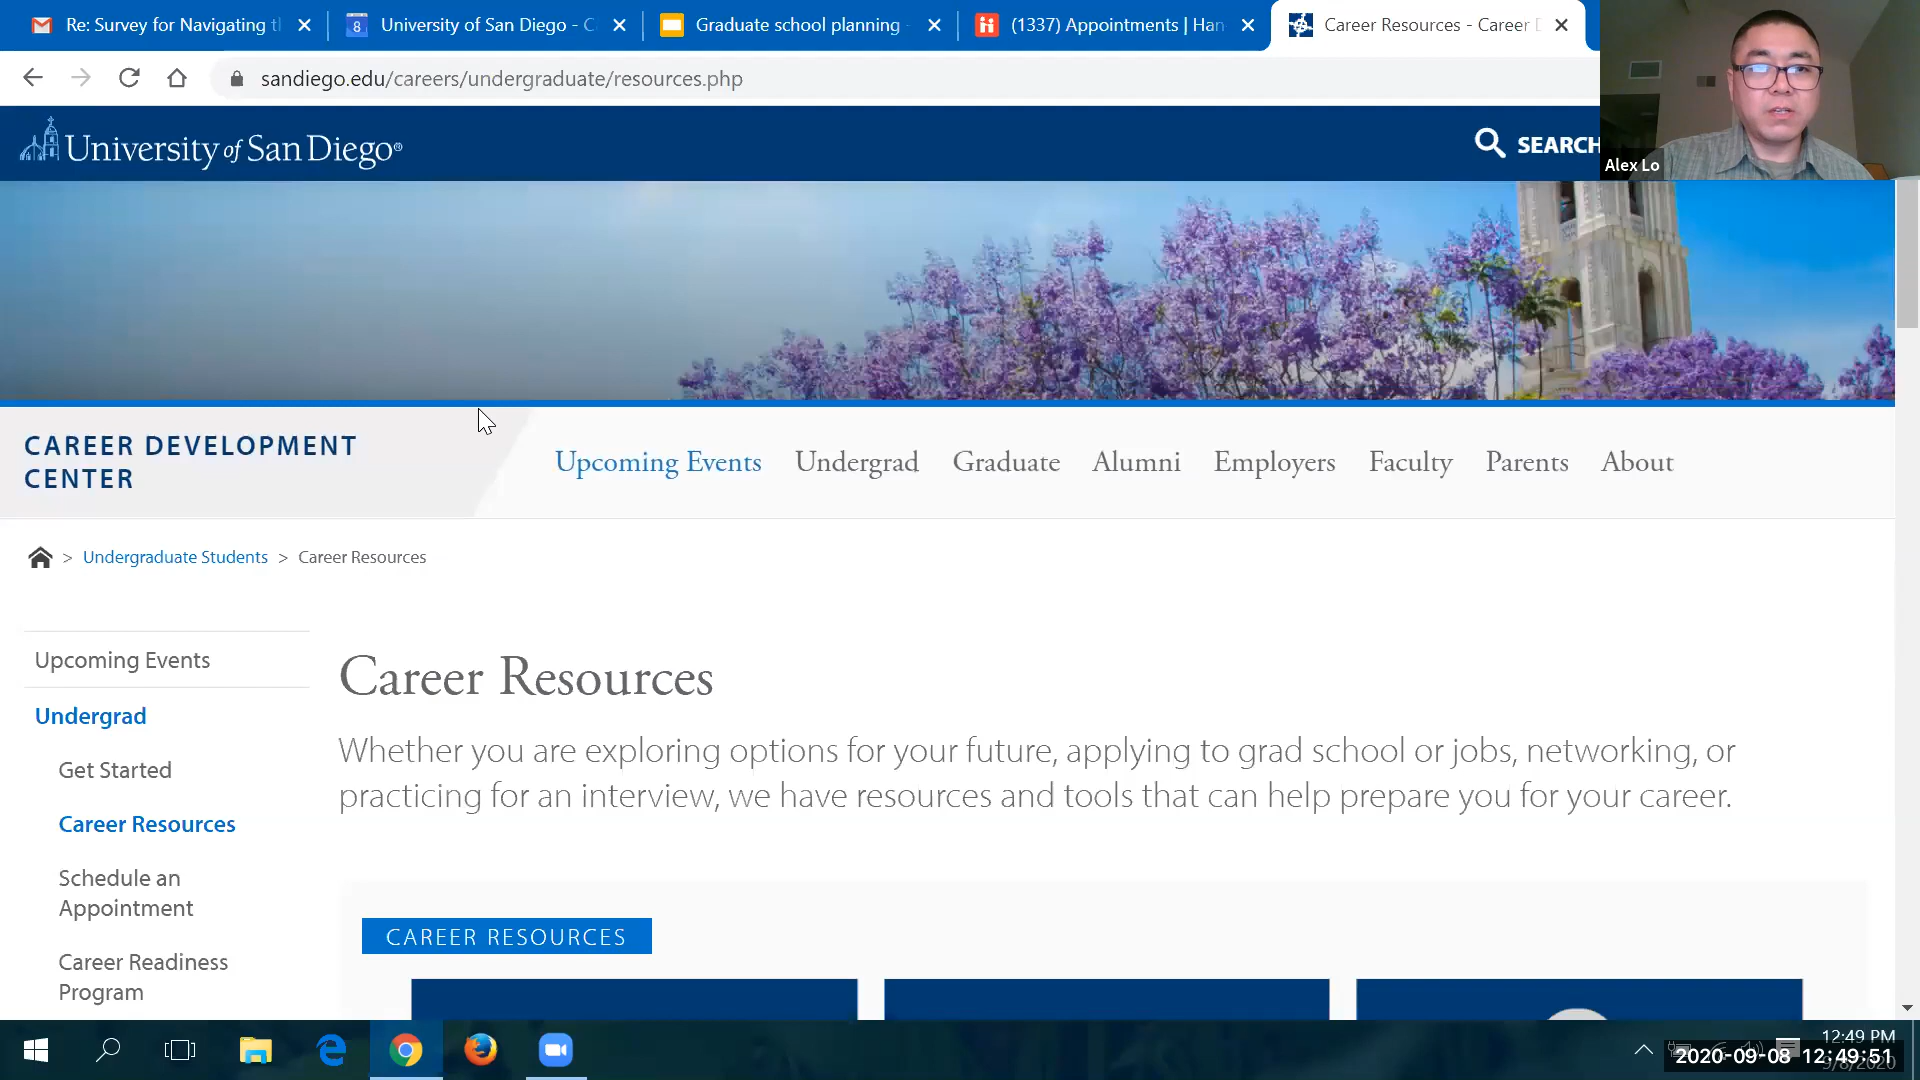 Re: Survey for Navigating t
8
University of San Diego - C
Graduate school planning -
(1337) Appointments | Han
Career Resources - Career D
sandiego.edu/careers/undergraduate/resources.php
University of San Diego®
SEARCH
Alex Lo
CAREER DEVELOPMENT
CENTER
Upcoming Events
Undergrad
Graduate
Alumni
Employers
Faculty
Parents
About
> Undergraduate Students > Career Resources
Upcoming Events
Undergrad
Get Started
Career Resources
Schedule an
Appointment
Career Readiness
Program
Career Resources
Whether you are exploring options for your future, applying to grad school or jobs, networking, or
practicing for an interview, we have resources and tools that can help prepare you for your career.
CAREER RESOURCES
12:49 PM
2020-09-08 12:49:51
9/8/2020